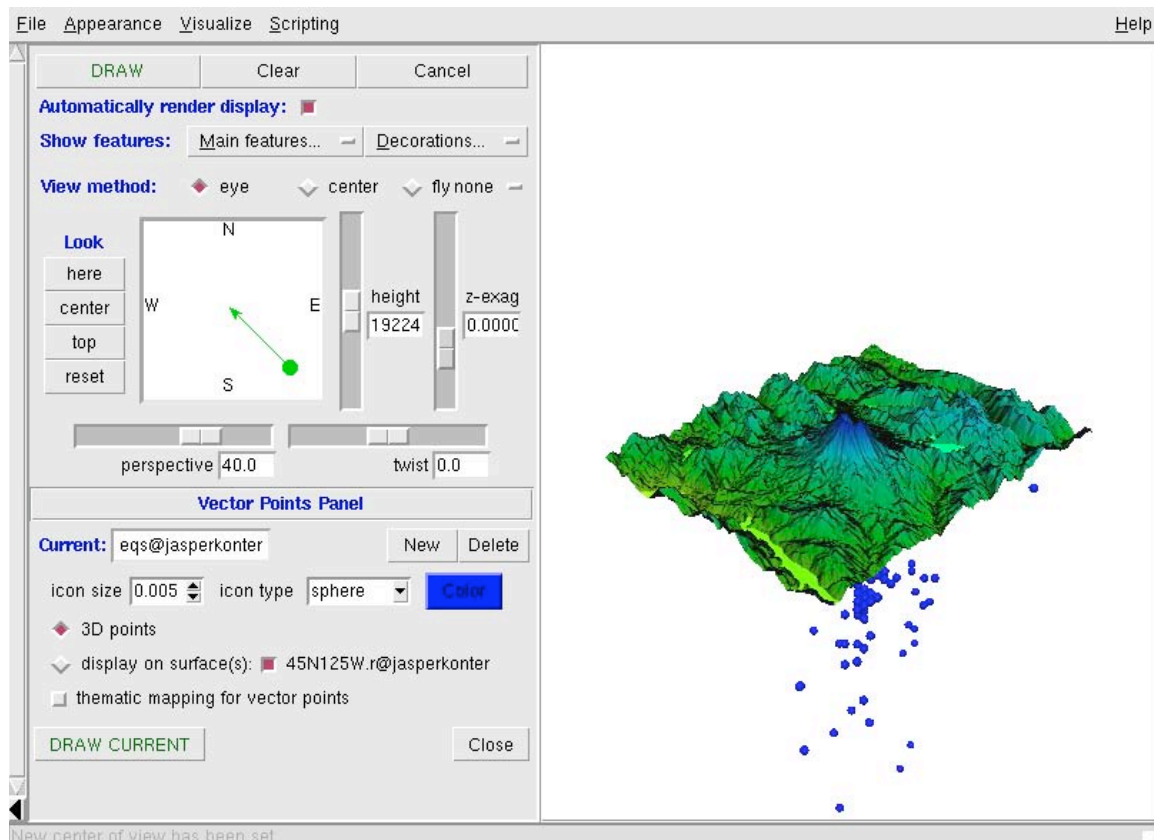 File Appearance Visualize Scripting Help
DRAW Clear Cancel
Automatically render display:
Show features: Main features... Decorations...
View method: eye center fly none
Look
here
center
top
reset
N
W E
S
height
19224
z-exag
0.000
perspective 40.0 twist 0.0
Vector Points Panel
Current: eqs@jasperkonter New Delete
icon size 0.005 icon type sphere Color
3D points
display on surface(s): 45N125W.r@jasperkonter
thematic mapping for vector points
DRAW CURRENT Close
New center of view has been set